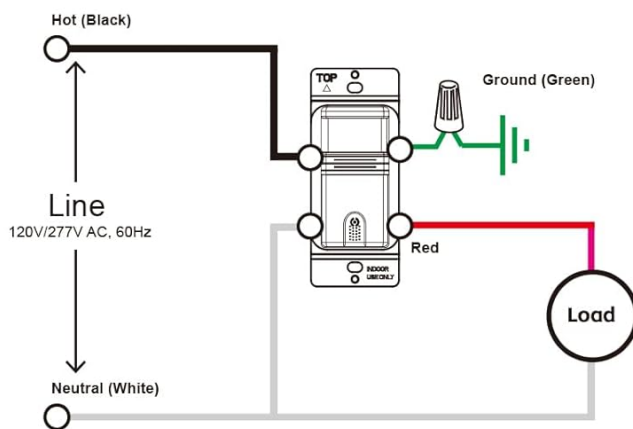 Hot (Black)
TOP
Ground (Green)
Line
120V/277V AC, 60Hz
Red
INDOOR
USE ONLY
Load
Neutral (White)